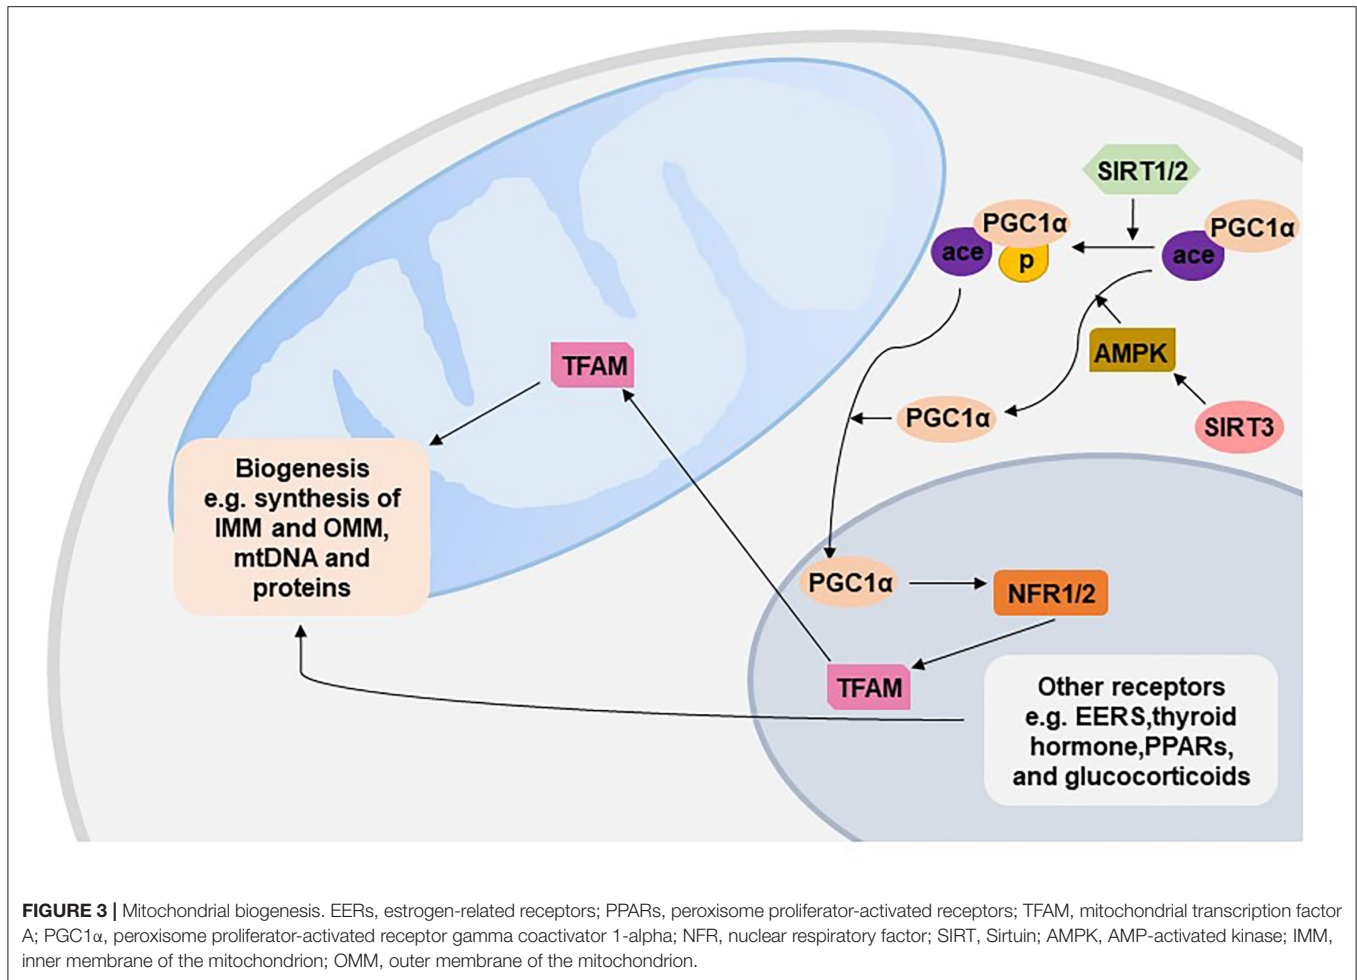 SIRT1/2
PGC1α
PGC1α
ace
p
ace
AMPK
TFAM
PGC1α
SIRT3
Biogenesis
e.g. synthesis of
IMM and OMM,
mtDNA and
proteins
PGC1α
NFR1/2
TFAM
Other receptors
e.g. EERS,thyroid
hormone,PPARs,
and glucocorticoids
FIGURE 3 | Mitochondrial biogenesis. EERs, estrogen-related receptors; PPARs, peroxisome proliferator-activated receptors; TFAM, mitochondrial transcription factor
A; PGC1α, peroxisome proliferator-activated receptor gamma coactivator 1-alpha; NFR, nuclear respiratory factor; SIRT, Sirtuin; AMPK, AMP-activated kinase; IMM,
inner membrane of the mitochondrion; OMM, outer membrane of the mitochondrion.